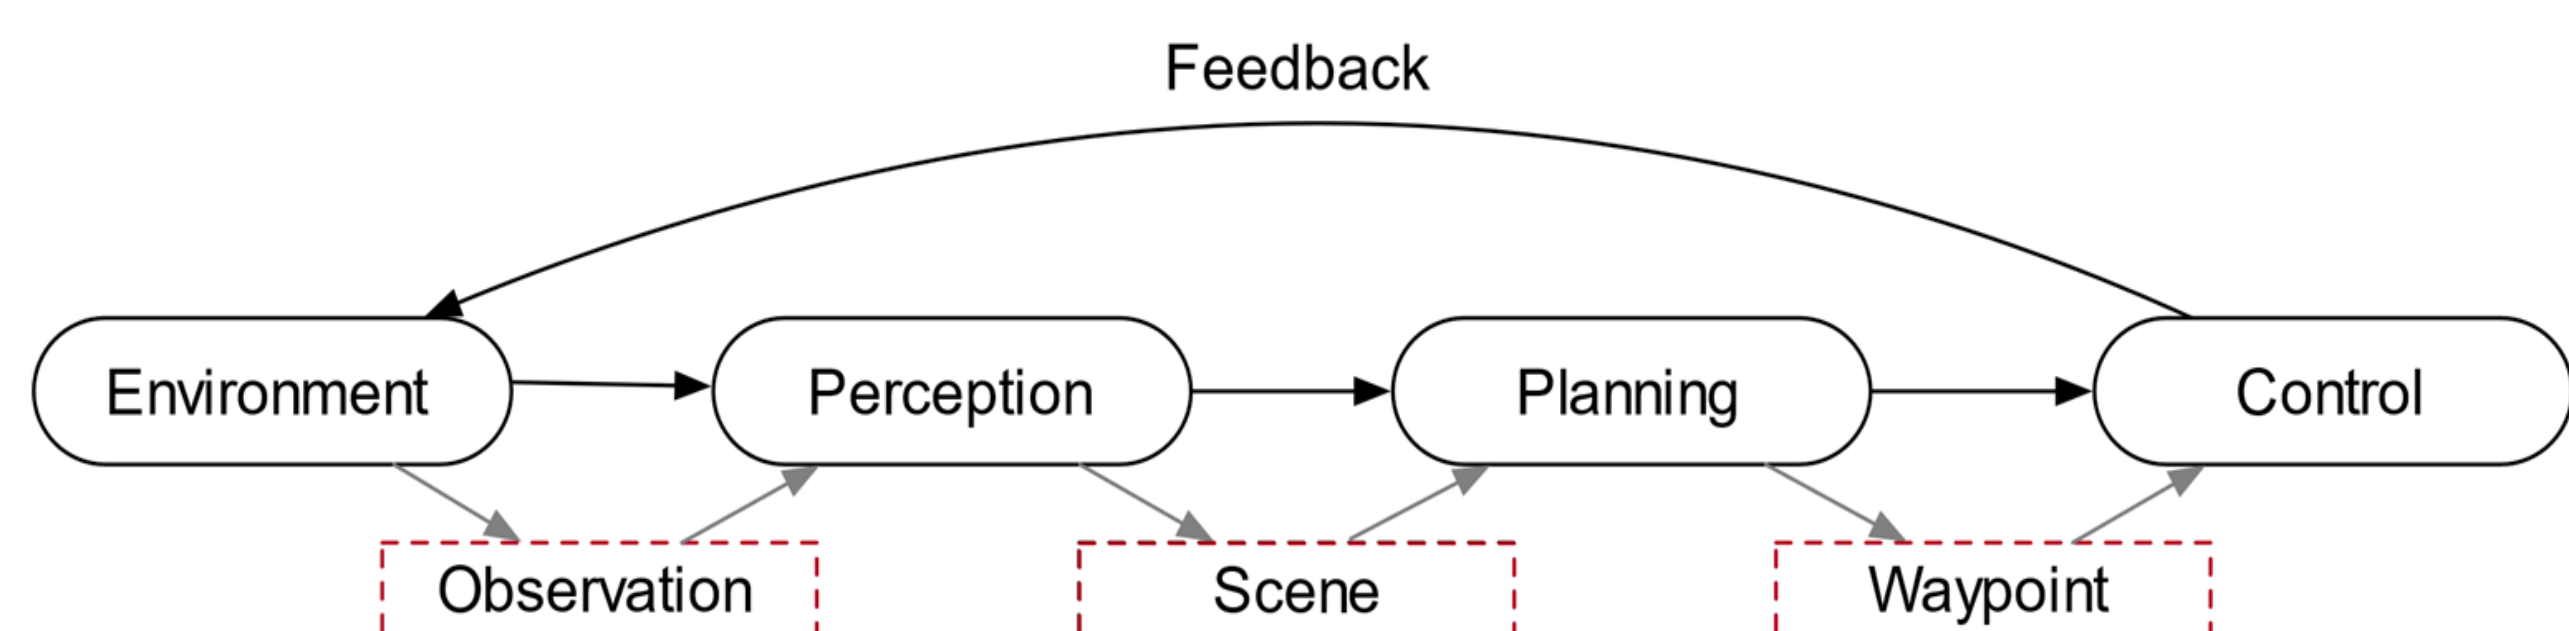 Feedback
Environment
Perception
Planning
Control
Observation
Scene
Waypoint